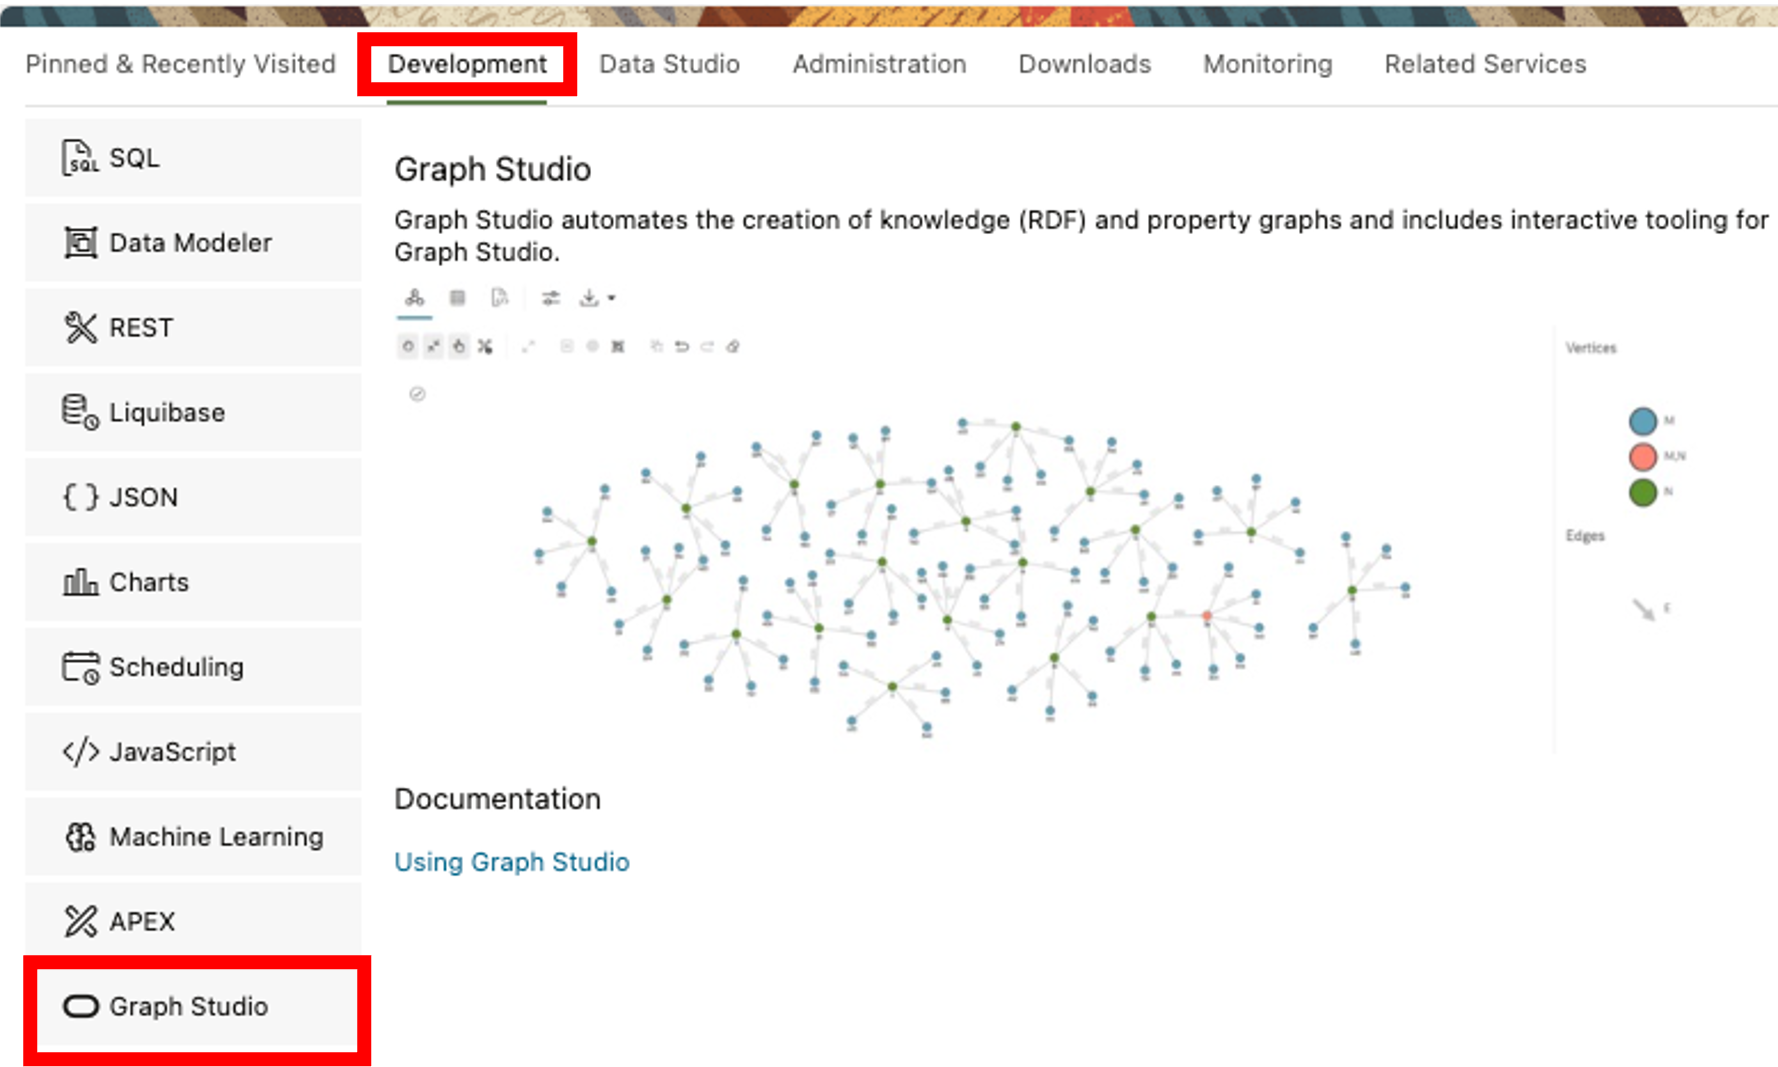 Pinned & Recently Visited Development Data Studio Administration Downloads Monitoring Related Services
SQL
Data Modeler
REST
Liquibase
{ } JSON
Charts
Scheduling
</> JavaScript
Machine Learning
APEX
Graph Studio
Graph Studio
Graph Studio automates the creation of knowledge (RDF) and property graphs and includes interactive tooling for
Graph Studio.
Vertices
M
M,N
N
Edges
E
Documentation
Using Graph Studio